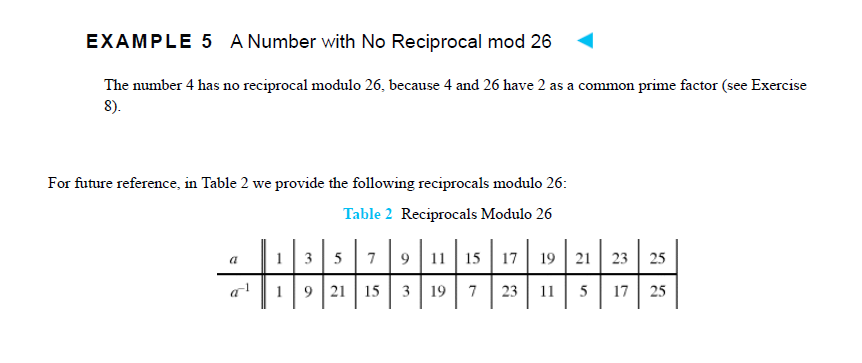 EXAMPLE 5 A Number with No Reciprocal mod 26
The number 4 has no reciprocal modulo 26, because 4 and 26 have 2 as a common prime factor (see Exercise
8).
For future reference, in Table 2 we provide the following reciprocals modulo 26:
Table 2 Reciprocals Modulo 26
a 1 3 5 7 9 11 15 17 19 21 23 25
a⁻¹ 1 9 21 15 3 19 7 23 11 5 17 25